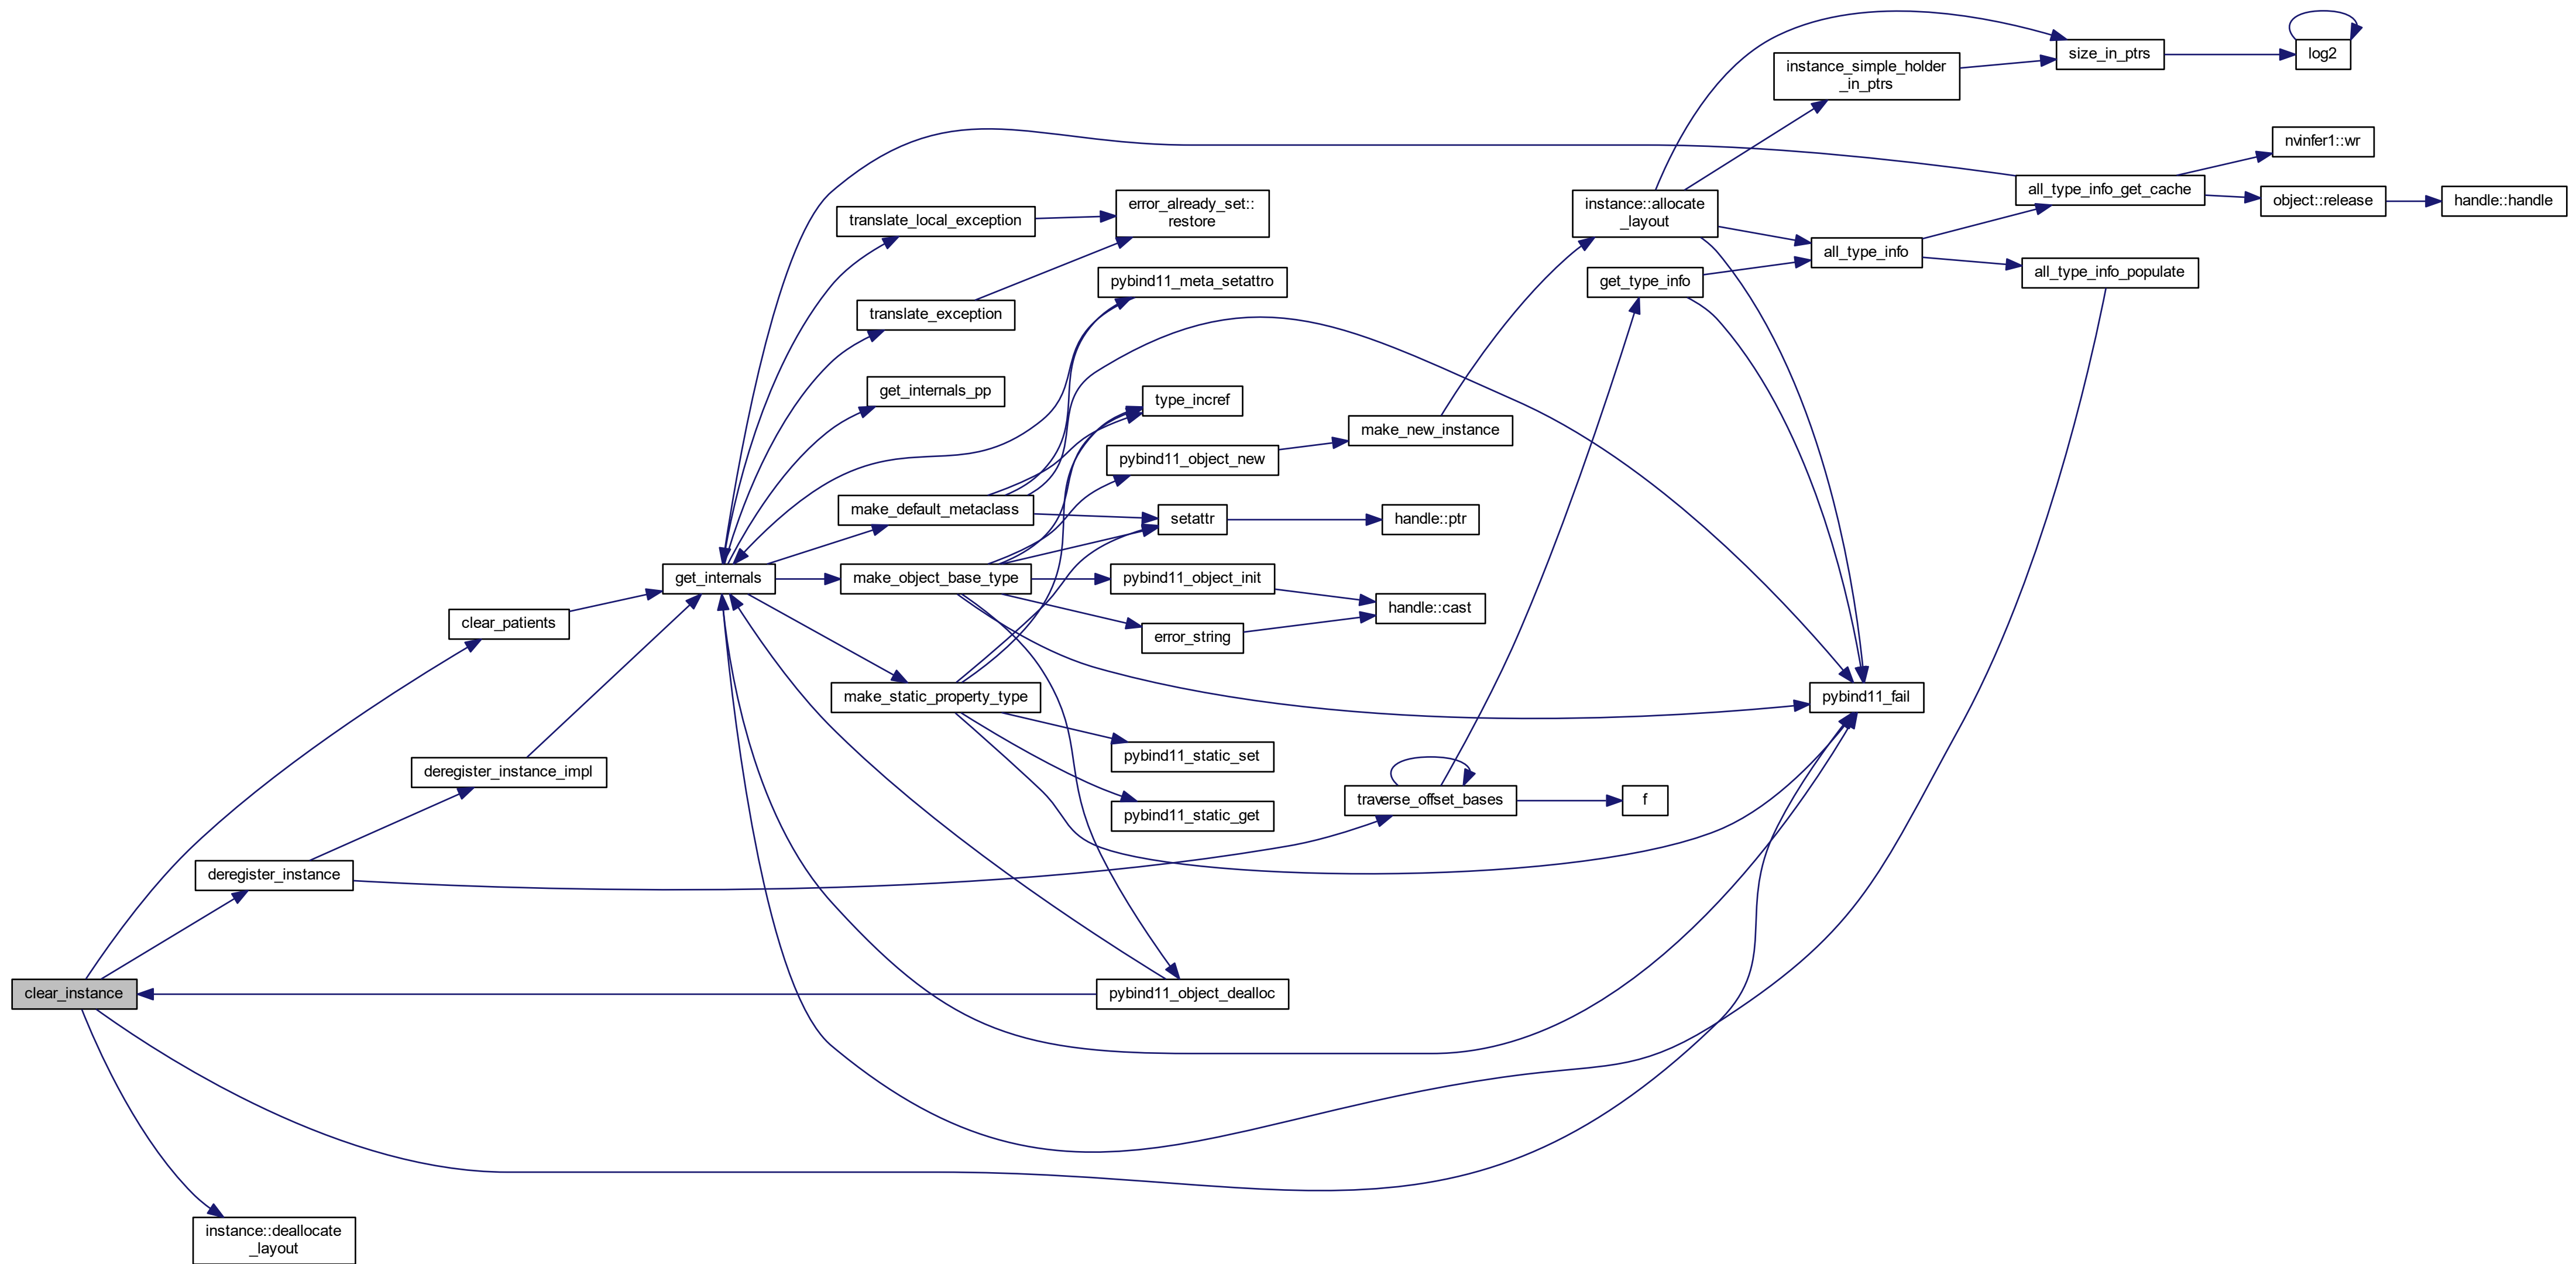 size_in_ptrs
log2
instance_simple_holder
_in_ptrs
nvinfer1::wr
all_type_info_get_cache
object::release
handle::handle
translate_local_exception
error_already_set::
restore
instance::allocate
_layout
all_type_info
all_type_info_populate
pybind11_meta_setattro
get_type_info
translate_exception
get_internals_pp
type_incref
make_new_instance
pybind11_object_new
make_default_metaclass
setattr
handle::ptr
get_internals
make_object_base_type
pybind11_object_init
handle::cast
clear_patients
error_string
make_static_property_type
pybind11_fail
pybind11_static_set
deregister_instance_impl
traverse_offset_bases
f
pybind11_static_get
deregister_instance
clear_instance
pybind11_object_dealloc
instance::deallocate
_layout